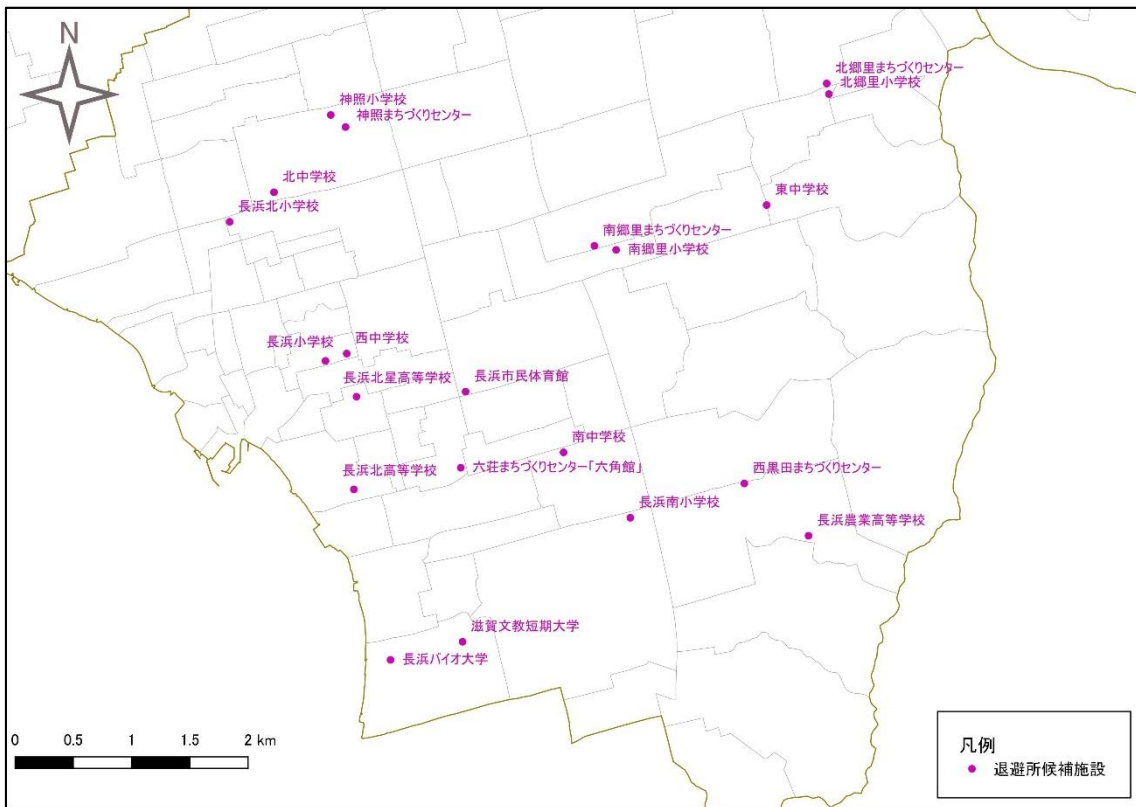 N
北郷里まちづくりセンター
北郷里小学校
神照小学校
神照まちづくりセンター
北中学校
長浜北小学校
東中学校
南郷里まちづくりセンター
南郷里小学校
西中学校
長浜小学校
長浜北星高等学校
長浜市民体育館
南中学校
六荘まちづくりセンター「六角館」
長浜北高等学校
西黒田まちづくりセンター
長浜南小学校
長浜農業高等学校
滋賀文教短期大学
長浜バイオ大学
0 0.5 1 1.5 2 km
凡例
退避所候補施設